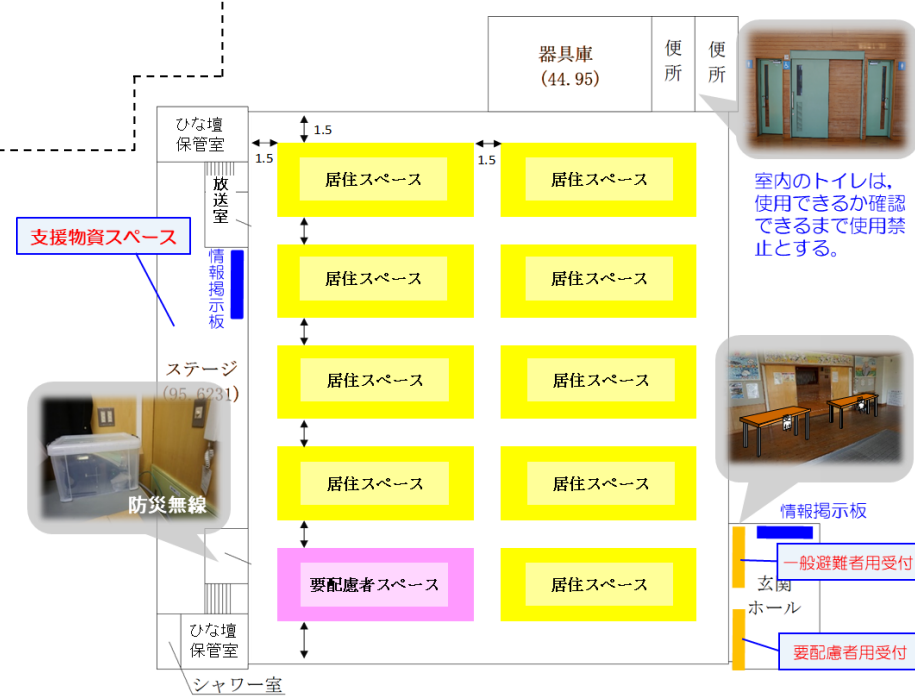 器具庫
(44.95)
便
所
便
所
ひな壇
保管室
1.5
1.5
1.5
居住スペース
居住スペース
放
送
室
室内のトイレは,
使用できるか確認
できるまで使用禁
止とする。
支援物資スペース
情
報
掲
示
板
居住スペース
居住スペース
ステージ
(95.6231)
居住スペース
居住スペース
防災無線
居住スペース
居住スペース
情報掲示板
一般避難者用受付
要配慮者スペース
居住スペース
玄関
ホール
ひな壇
保管室
要配慮者用受付
シャワー室